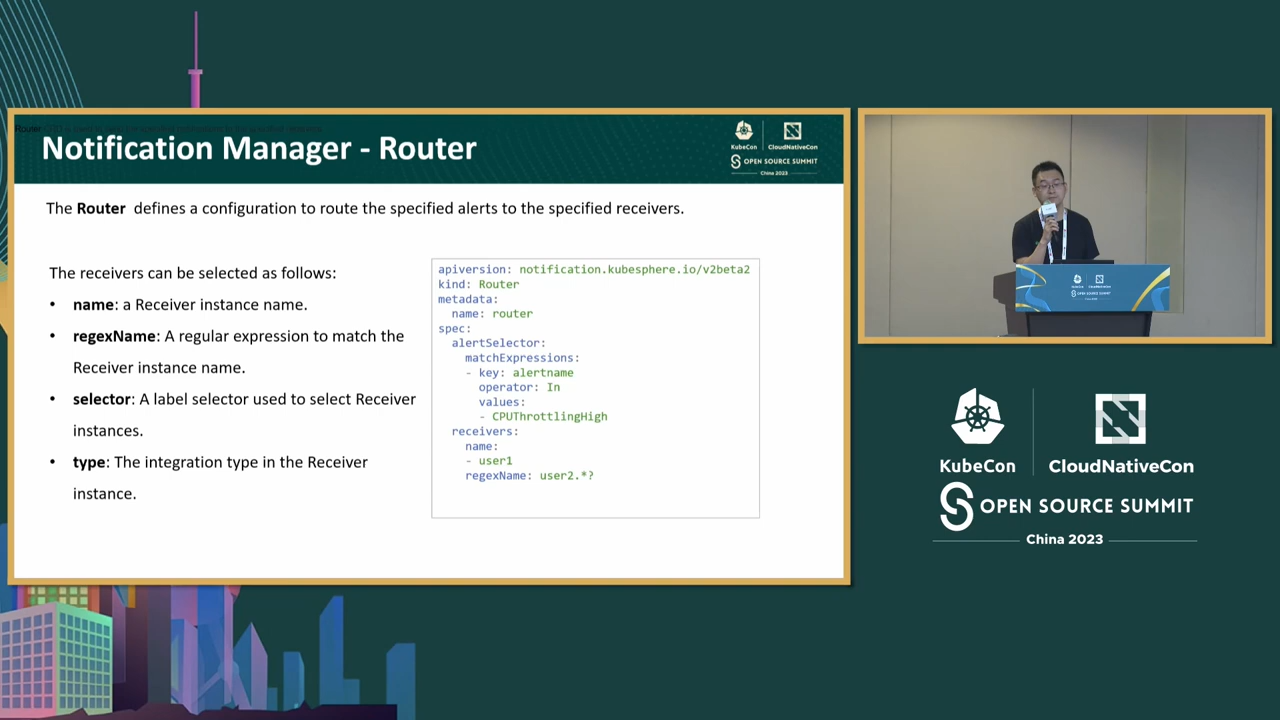 Notification Manager - Router
KubeCon
CloudNativeCon
OPEN SOURCE SUMMIT
China 2023
The Router defines a configuration to route the specified alerts to the specified receivers.
The receivers can be selected as follows:
• name: a Receiver instance name.
• regexName: A regular expression to match the
Receiver instance name.
• selector: A label selector used to select Receiver
instances.
• type: The integration type in the Receiver
instance.
apiversion: notification.kubesphere.io/v2beta2
kind: Router
metadata:
name: router
spec:
alertSelector:
matchExpressions:
- key: alertname
operator: In
values:
- CPUThrottlingHigh
receivers:
name:
- user1
regexName: user2.*?
KubeCon
CloudNativeCon
OPEN SOURCE SUMMIT
China 2023